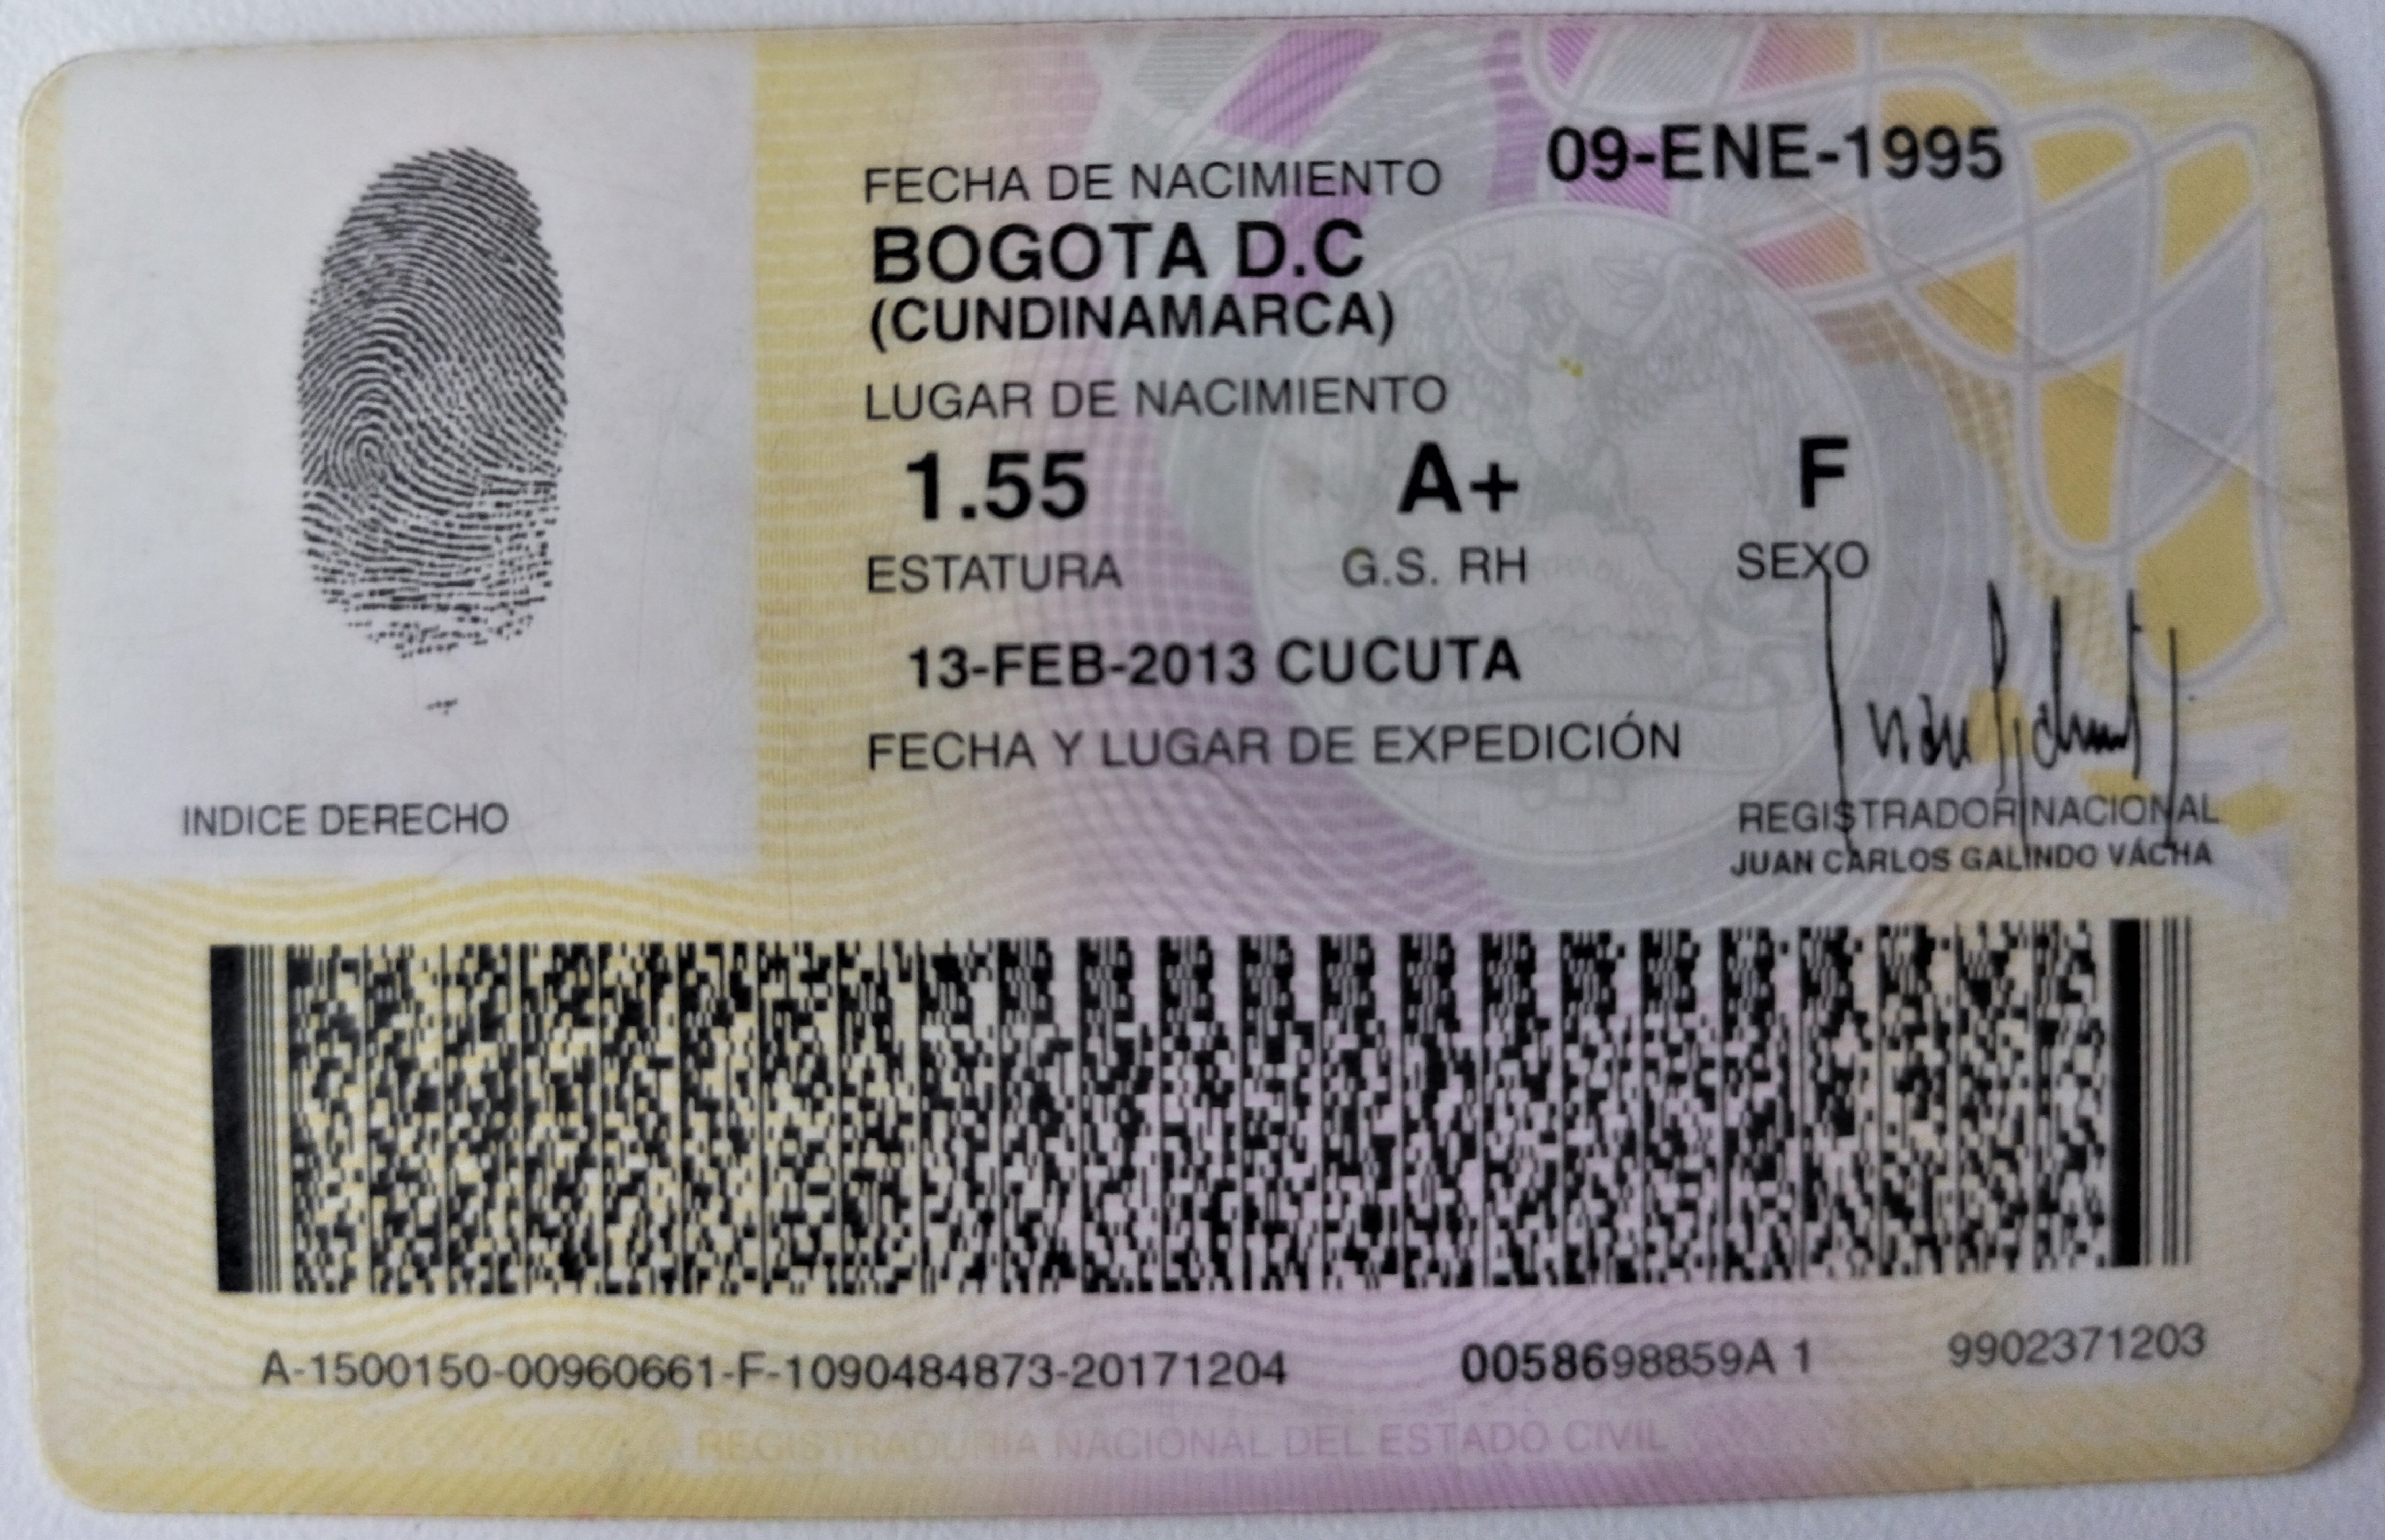 09-ENE-1995
FECHA DE NACIMIENTO
BOGOTA D.C
(CUNDINAMARCA)
LUGAR DE NACIMIENTO
1.55 A+ F
ESTATURA G.S. RH SEXO
13-FEB-2013 CUCUTA
FECHA Y LUGAR DE EXPEDICIÓN
INDICE DERECHO
REGISTRADOR NACIONAL
JUAN CARLOS GALINDO VÁCHA
A-1500150-00960661-F-1090484873-20171204 0058698859A 1 9902371203
REGISTRADURIA NACIONAL DEL ESTADO CIVIL